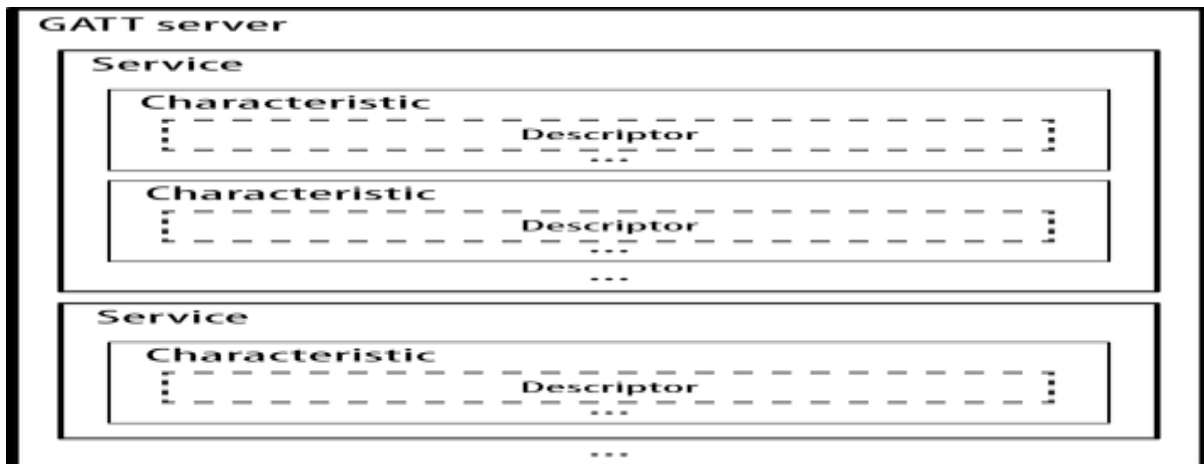 GATT server
Service
Characteristic
Descriptor
...
Characteristic
Descriptor
...
...
Service
Characteristic
Descriptor
...
...